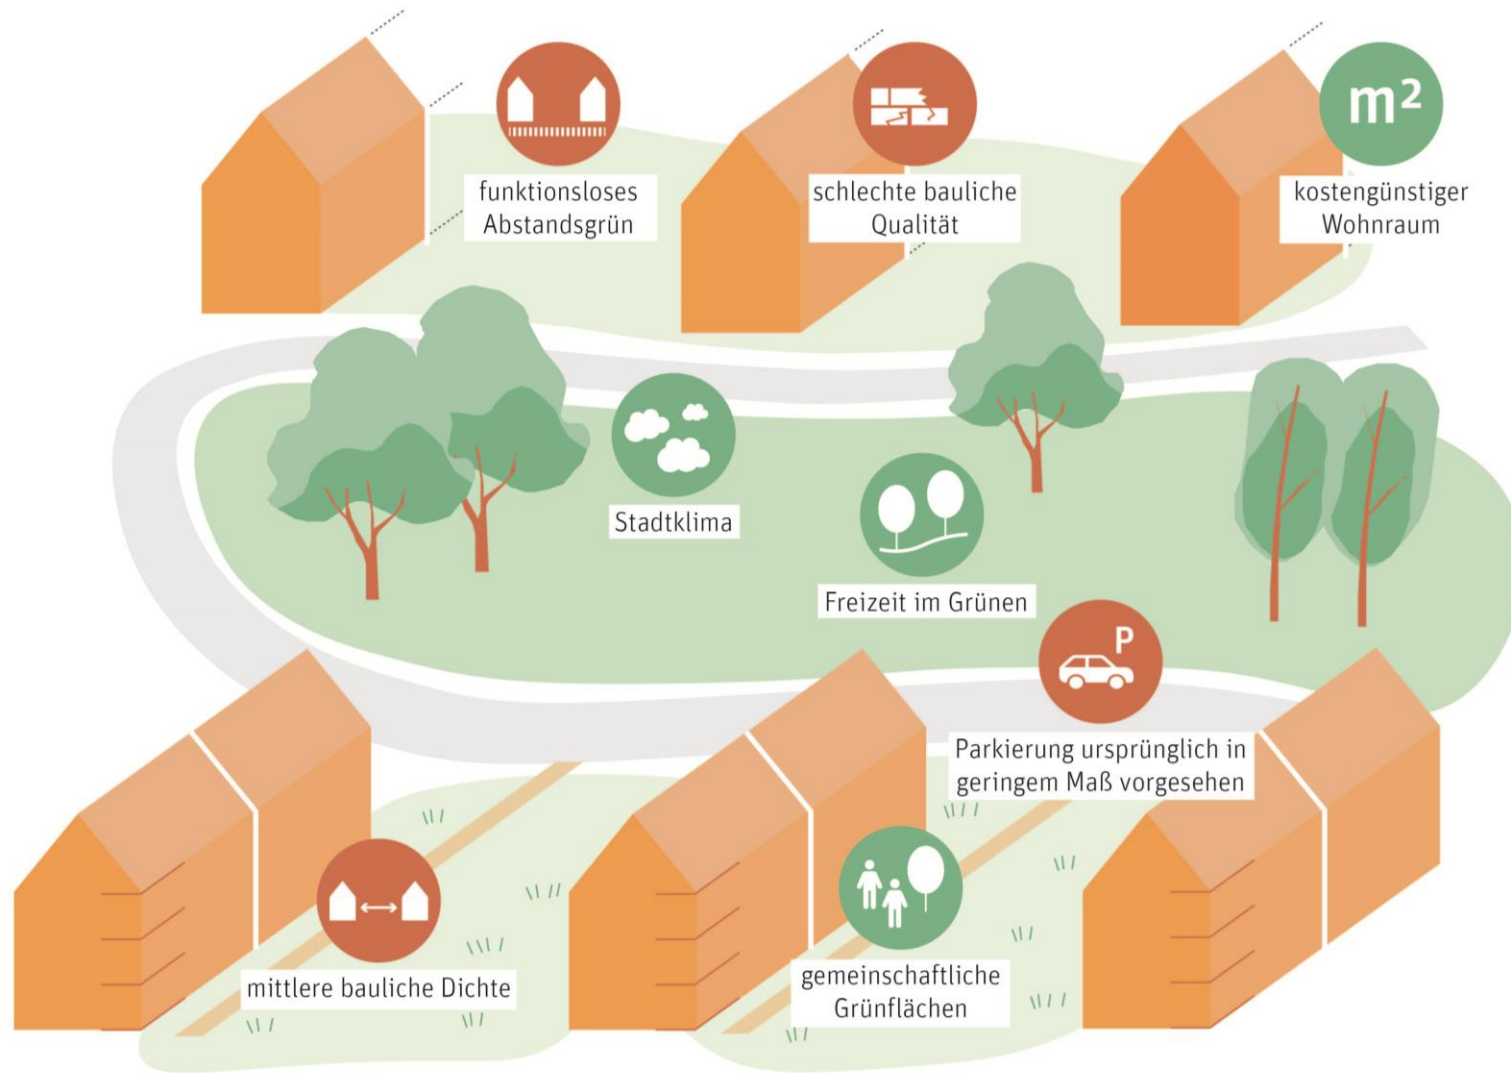 funktionsloses
Abstandsgrün
schlechte bauliche
Qualität
m²
kostengünstiger
Wohnraum
Stadtklima
Freizeit im Grünen
P
Parkierung ursprünglich in
geringem Maß vorgesehen
mittlere bauliche Dichte
gemeinschaftliche
Grünflächen